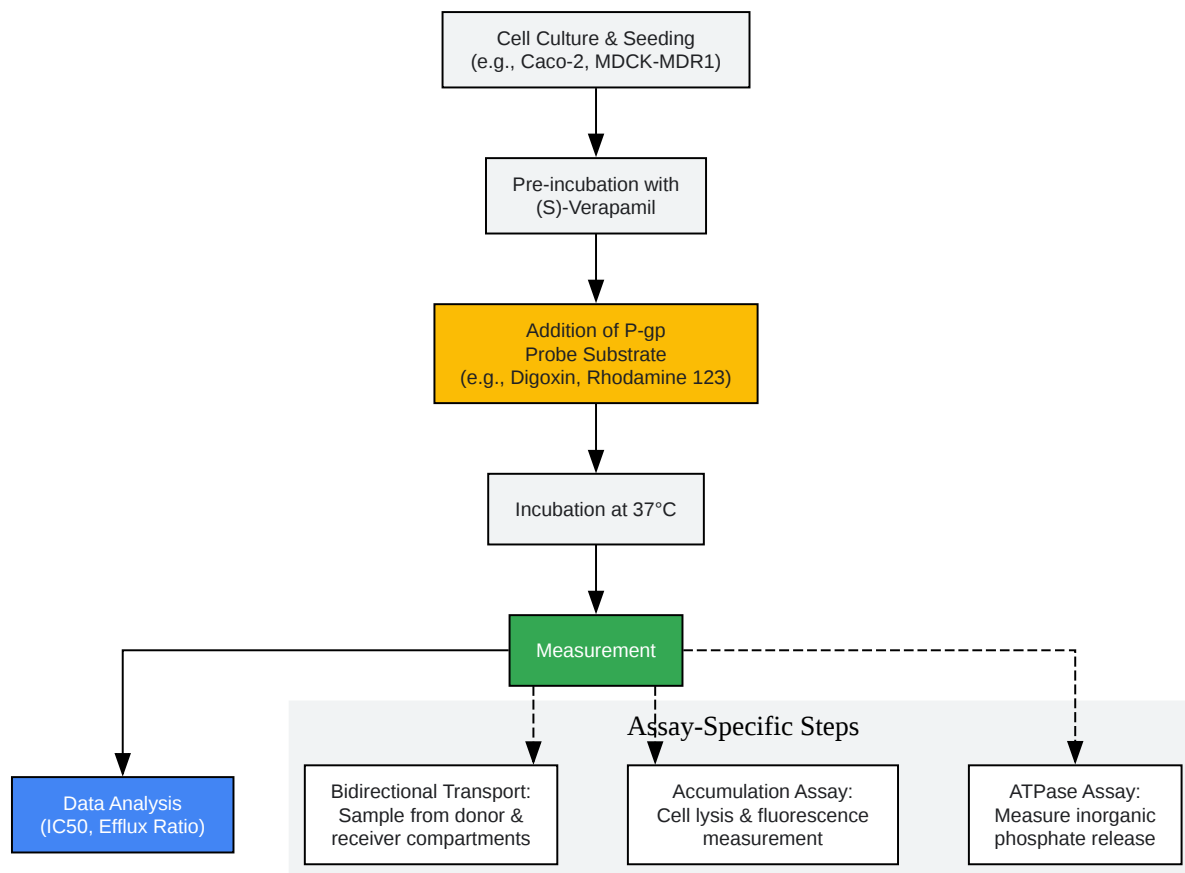 Cell Culture & Seeding
(e.g., Caco-2, MDCK-MDR1)
Pre-incubation with
(S)-Verapamil
Addition of P-gp
Probe Substrate
(e.g., Digoxin, Rhodamine 123)
Incubation at 37°C
Measurement
Assay-Specific Steps
Data Analysis
(IC50, Efflux Ratio)
Bidirectional Transport:
Sample from donor &
receiver compartments
Accumulation Assay:
Cell lysis & fluorescence
measurement
ATPase Assay:
Measure inorganic
phosphate release